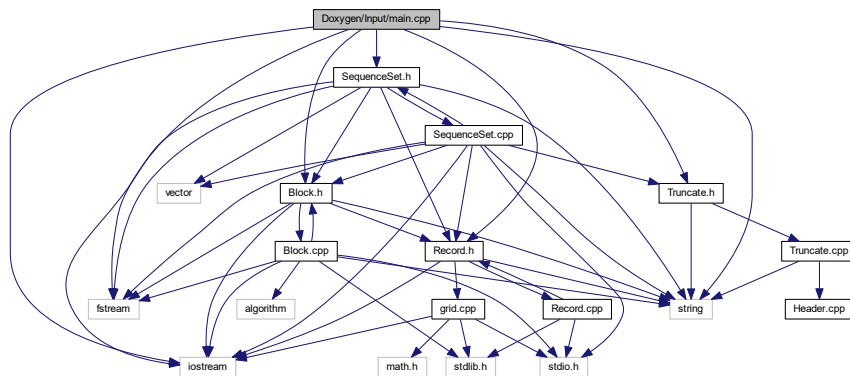 Doxygen/Input/main.cpp
SequenceSet.h
SequenceSet.cpp
vector
Block.h
Truncate.h
Block.cpp
Record.h
Truncate.cpp
fstream
algorithm
grid.cpp
Record.cpp
string
Header.cpp
iostream
math.h
stdlib.h
stdio.h